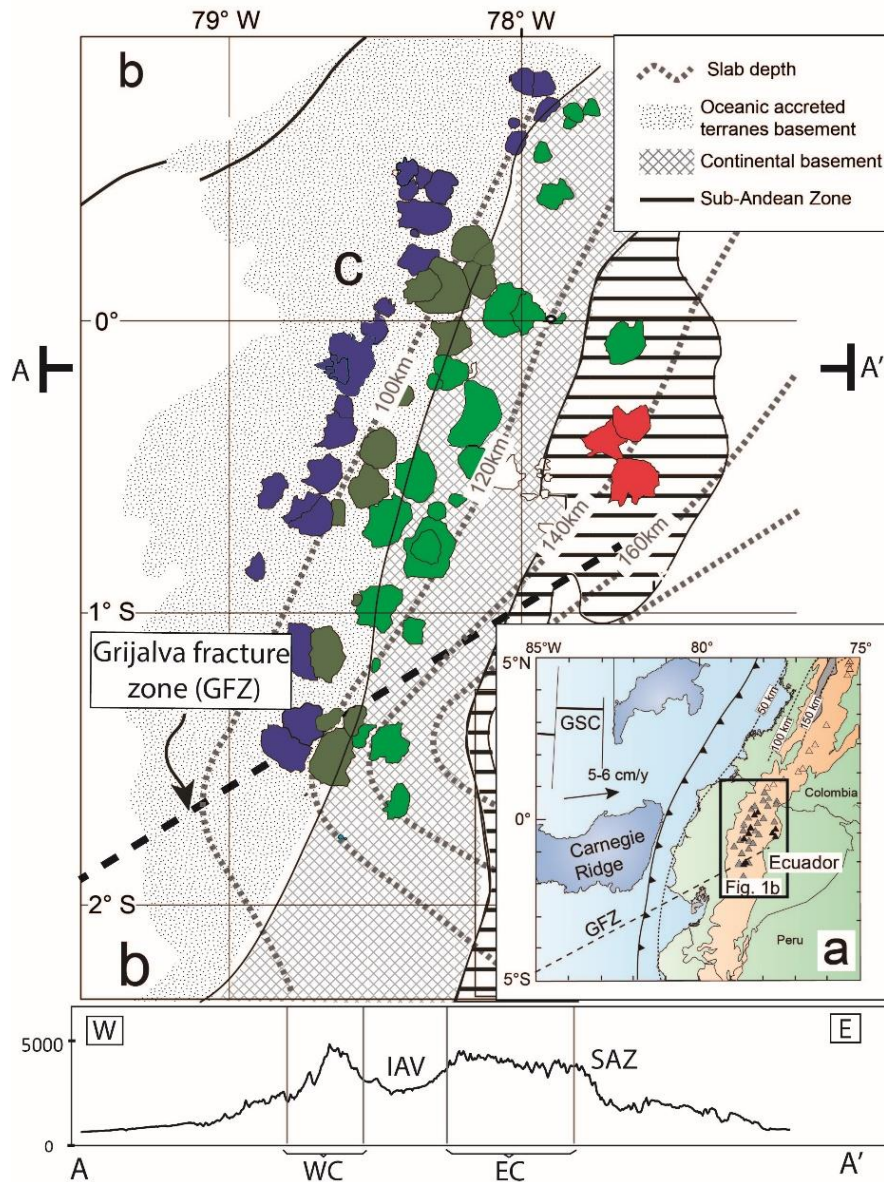 79° W
78° W
b
Slab depth
Oceanic accreted
terranes basement
Continental basement
Sub-Andean Zone
c
0°
A
A'
100km
120km
140km
160km
1° S
Grijalva fracture
zone (GFZ)
2° S
b
85°W
80°
75°
5°N
GSC
50 km
100 km
150 km
5-6 cm/y
Colombia
0°
Carnegie
Ridge
Ecuador
Fig. 1b
GFZ
Peru
5°S
a
W
E
5000
IAV
SAZ
0
A
WC
EC
A'